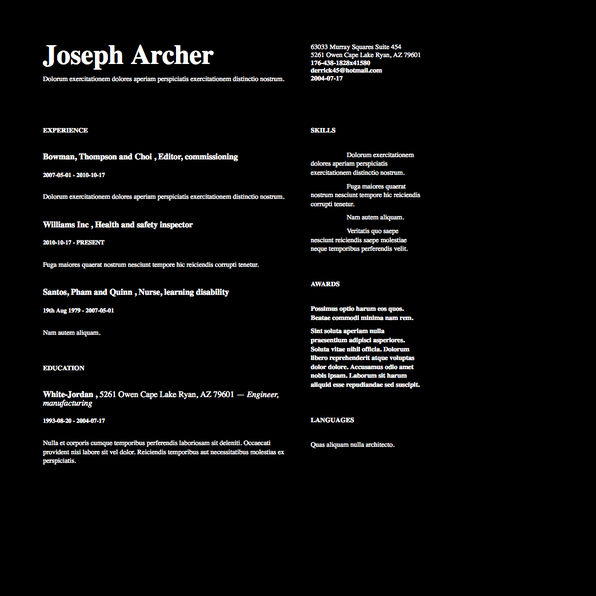 Joseph Archer
Dolorum exercitationem dolores aperiam perspiciatis exercitationem distinctio nostrum.
63033 Murray Squares Suite 454
5261 Owen Cape Lake Ryan, AZ 79601
176-438-1828x41580
derrick45@hotmail.com
2004-07-17
EXPERIENCE
Bowman, Thompson and Choi , Editor, commissioning
2007-05-01 - 2010-10-17
Dolorum exercitationem dolores aperiam perspiciatis exercitationem distinctio nostrum.
Williams Inc , Health and safety inspector
2010-10-17 - PRESENT
Fuga maiores quaerat nostrum nesciunt tempore hic reiciendis corrupti tenetur.
Santos, Pham and Quinn , Nurse, learning disability
19th Aug 1979 - 2007-05-01
Nam autem aliquam.
EDUCATION
White-Jordan , 5261 Owen Cape Lake Ryan, AZ 79601 — Engineer,
manufacturing
1993-08-20 - 2004-07-17
Nulla et corporis cumque temporibus perferendis laboriosam sit deleniti. Occaecati
provident nisi labore sit vel dolor. Reiciendis temporibus aut necessitatibus molestias ex
perspiciatis.
SKILLS
Dolorum exercitationem
dolores aperiam perspiciatis
exercitationem distinctio nostrum.
Fuga maiores quaerat
nostrum nesciunt tempore hic reiciendis
corrupti tenetur.
Nam autem aliquam.
Veritatis quo saepe
nesciunt reiciendis saepe molestiae
neque temporibus perferendis velit.
AWARDS
Possimus optio harum eos quos.
Beatae commodi minima nam rem.
Sint soluta aperiam nulla
praesentium adipisci asperiores.
Soluta vitae nihil officia. Dolorum
libero reprehenderit atque voluptas
dolor dolore. Accusamus odio amet
nobis ipsam. Laborum sit harum
aliquid esse repudiandae sed suscipit.
LANGUAGES
Quas aliquam nulla architecto.